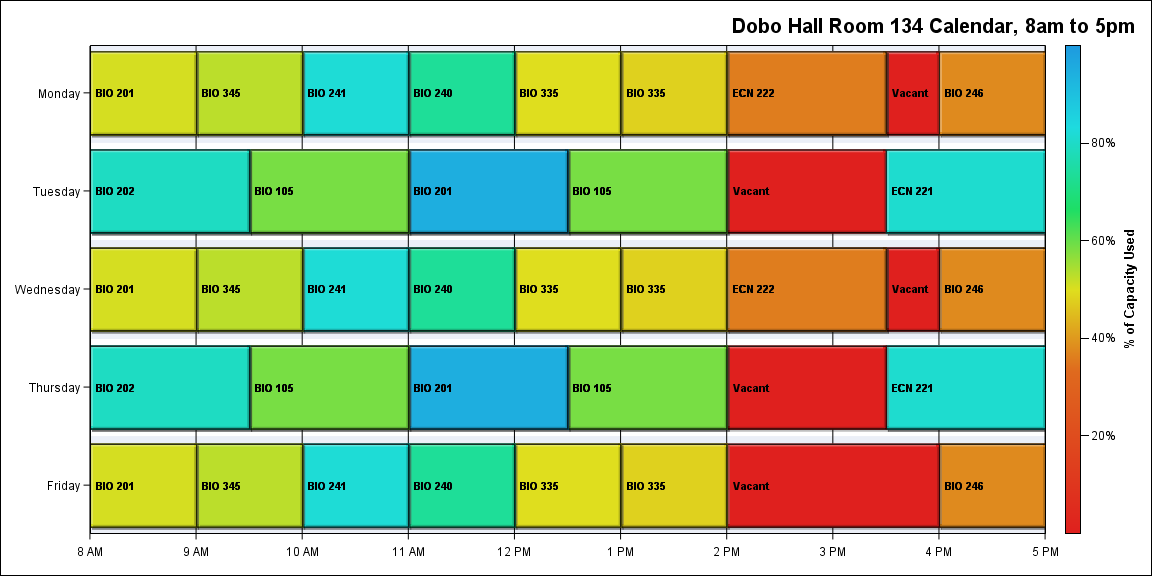 Dobo Hall Room 134 Calendar, 8am to 5pm
Monday
BIO 201
BIO 345
BIO 241
BIO 240
BIO 335
BIO 335
ECN 222
Vacant
BIO 246
Tuesday
BIO 202
BIO 105
BIO 201
BIO 105
Vacant
ECN 221
Wednesday
BIO 201
BIO 345
BIO 241
BIO 240
BIO 335
BIO 335
ECN 222
Vacant
BIO 246
Thursday
BIO 202
BIO 105
BIO 201
BIO 105
Vacant
ECN 221
Friday
BIO 201
BIO 345
BIO 241
BIO 240
BIO 335
BIO 335
Vacant
BIO 246
8 AM
9 AM
10 AM
11 AM
12 PM
1 PM
2 PM
3 PM
4 PM
5 PM
80%
60%
40%
20%
% of Capacity Used